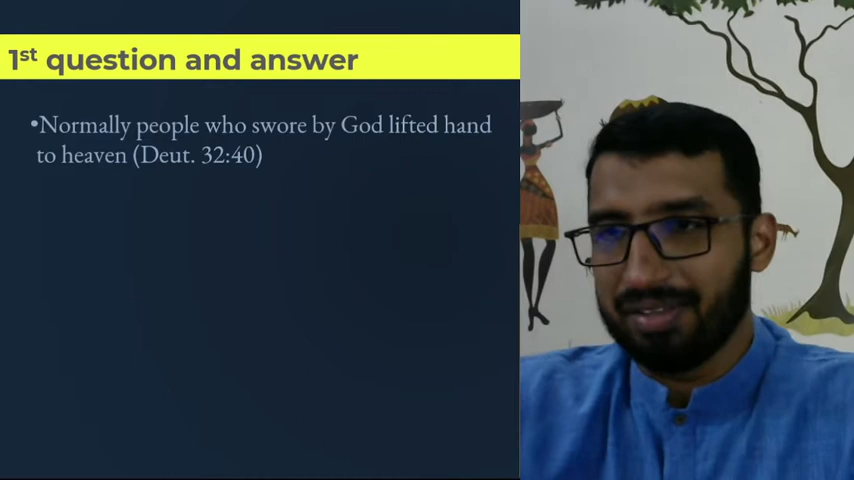 1st question and answer
•Normally people who swore by God lifted hand
to heaven (Deut. 32:40)